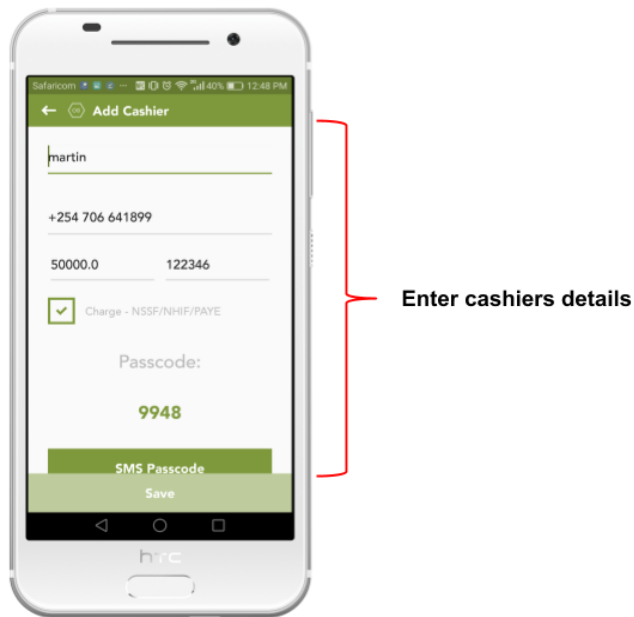 Safaricom 40% 12:48 PM
Add Cashier
martin
+254 706 641899
50000.0 122346
Charge - NSSF/NHIF/PAYE
Passcode:
9948
SMS Passcode
Save
hTC
Enter cashiers details